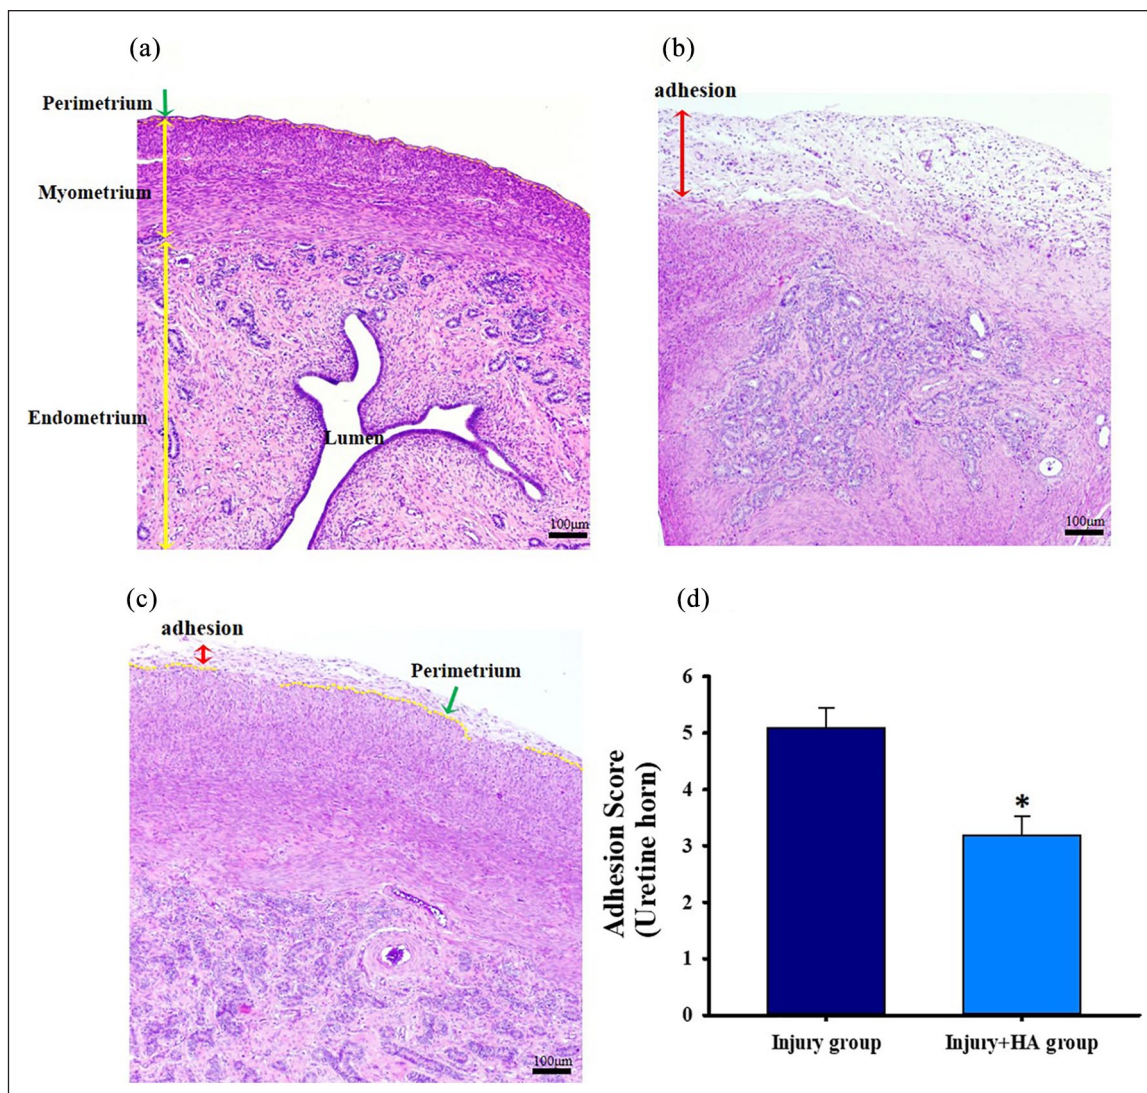 (a)
Perimetrium
Myometrium
Endometrium
Lumen
100μm
(b)
adhesion
100μm
(c)
adhesion
Perimetrium
100μm
(d)
Adhesion Score
(Uretine horn)
6
5
4
3
2
1
0
*
Injury group
Injury+HA group